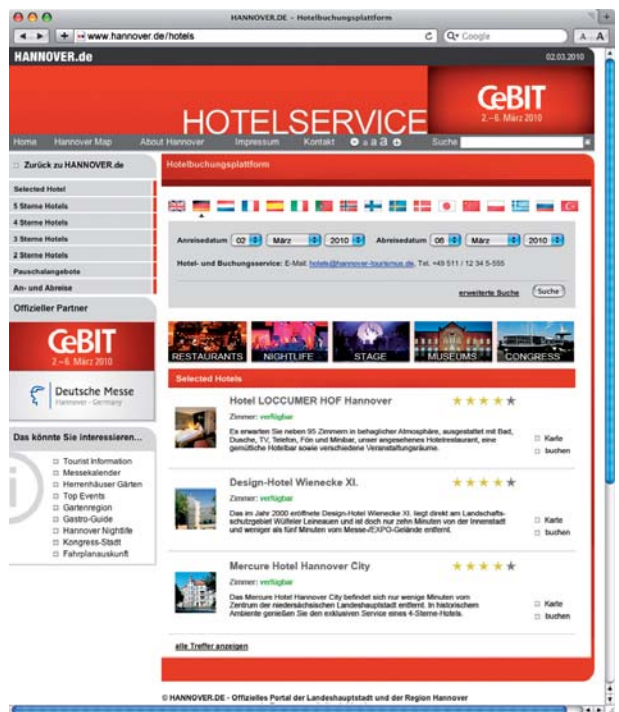 HANNOVER.DE - Hotelbuchungsplattform
www.hannover.de/hotels
Google
A A
HANNOVER.de
02.03.2010
HOTELSERVICE
CeBIT
2.–6. März 2010
Home Hannover Map About Hannover Impressum Kontakt a a a Suche
Zurück zu HANNOVER.de
Selected Hotel
5 Sterne Hotels
4 Sterne Hotels
3 Sterne Hotels
2 Sterne Hotels
Pauschalangebote
An- und Abreise
Offizieller Partner
CeBIT
2.–6. März 2010
Deutsche Messe
Hannover · Germany
Das könnte Sie interessieren...
i
Tourist Information
Messekalender
Herrenhäuser Gärten
Top Events
Gartenregion
Gastro-Guide
Hannover Nightlife
Kongress-Stadt
Fahrplanauskunft
Hotelbuchungsplattform
Anreisedatum 02 März 2010 Abreisedatum 06 März 2010
Hotel- und Buchungsservice: E-Mail: hotels@hannover-tourismus.de, Tel. +49 511 / 12 34 5-555
erweiterte Suche Suche
RESTAURANTS NIGHTLIFE STAGE MUSEUMS CONGRESS
Selected Hotels
Hotel LOCCUMER HOF Hannover
Zimmer: verfügbar
Es erwarten Sie neben 95 Zimmern in behaglicher Atmosphäre, ausgestattet mit Bad,
Dusche, TV, Telefon, Fön und Minibar, unser angesehenes Hotelrestaurant, eine
gemütliche Hotelbar sowie verschiedene Veranstaltungsräume.
Karte
buchen
Design-Hotel Wienecke XI.
Zimmer: verfügbar
Das im Jahr 2000 eröffnete Design-Hotel Wienecke XI. liegt direkt am Landschafts-
schutzgebiet Wülfeler Leineauen und ist doch nur zehn Minuten von der Innenstadt
und weniger als fünf Minuten vom Messe-/EXPO-Gelände entfernt.
Karte
buchen
Mercure Hotel Hannover City
Zimmer: verfügbar
Das Mercure Hotel Hannover City befindet sich nur wenige Minuten vom
Zentrum der niedersächsischen Landeshauptstadt entfernt. In historischem
Ambiente genießen Sie den exklusiven Service eines 4-Sterne-Hotels.
Karte
buchen
alle Treffer anzeigen
© HANNOVER.DE - Offizielles Portal der Landeshauptstadt und der Region Hannover